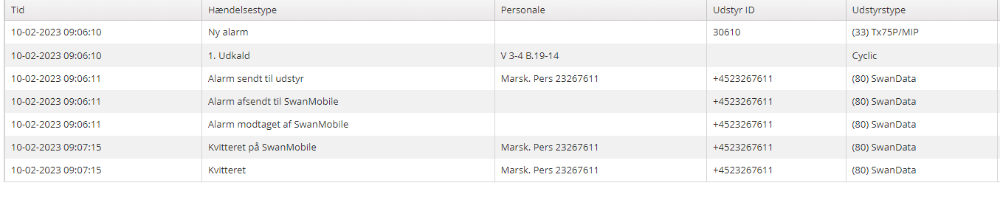 Tid Hændelsestype Personale Udstyr ID Udstyrstype
10-02-2023 09:06:10 Ny alarm 30610 (33) Tx75P/MIP
10-02-2023 09:06:10 1. Udkald V 3-4 B.19-14 Cyclic
10-02-2023 09:06:11 Alarm sendt til udstyr Marsk. Pers 23267611 +4523267611 (80) SwanData
10-02-2023 09:06:11 Alarm afsendt til SwanMobile +4523267611 (80) SwanData
10-02-2023 09:06:11 Alarm modtaget af SwanMobile +4523267611 (80) SwanData
10-02-2023 09:07:15 Kvitteret på SwanMobile Marsk. Pers 23267611 +4523267611 (80) SwanData
10-02-2023 09:07:15 Kvitteret Marsk. Pers 23267611 +4523267611 (80) SwanData